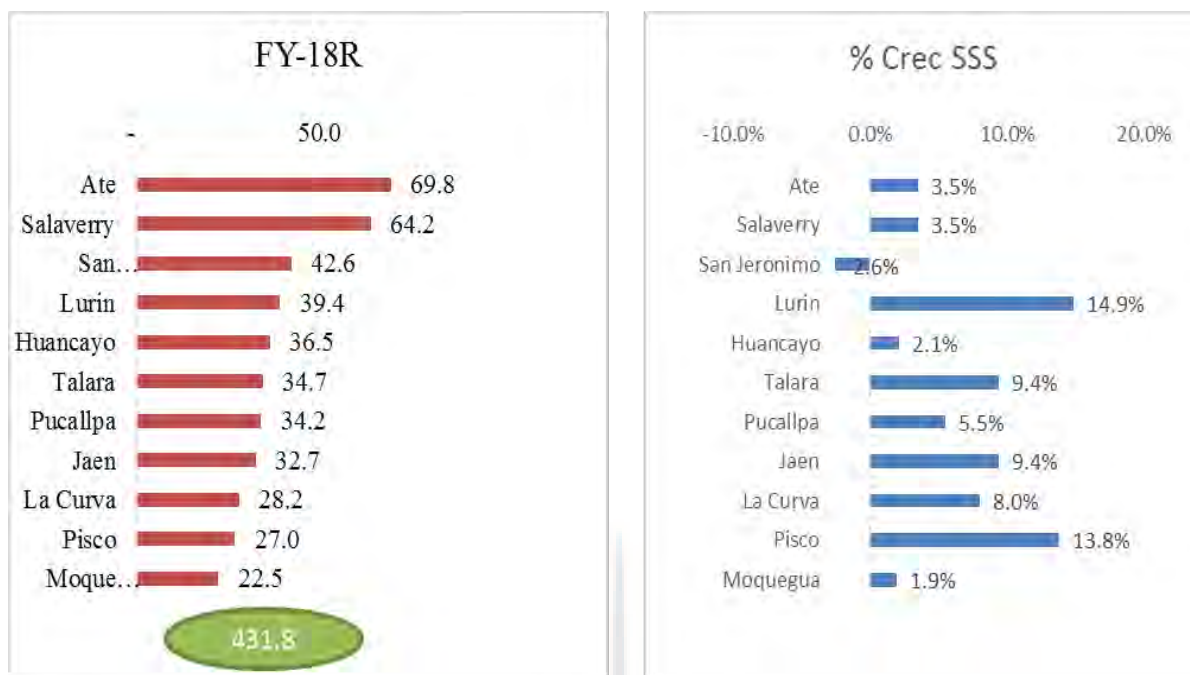 FY-18R
- 50.0
Ate 69.8
Salaverry 64.2
San... 42.6
Lurin 39.4
Huancayo 36.5
Talara 34.7
Pucallpa 34.2
Jaen 32.7
La Curva 28.2
Pisco 27.0
Moque... 22.5
431.8
% Crec SSS
-10.0% 0.0% 10.0% 20.0%
Ate 3.5%
Salaverry 3.5%
San Jeronimo -2.6%
Lurin 14.9%
Huancayo 2.1%
Talara 9.4%
Pucallpa 5.5%
Jaen 9.4%
La Curva 8.0%
Pisco 13.8%
Moquegua 1.9%